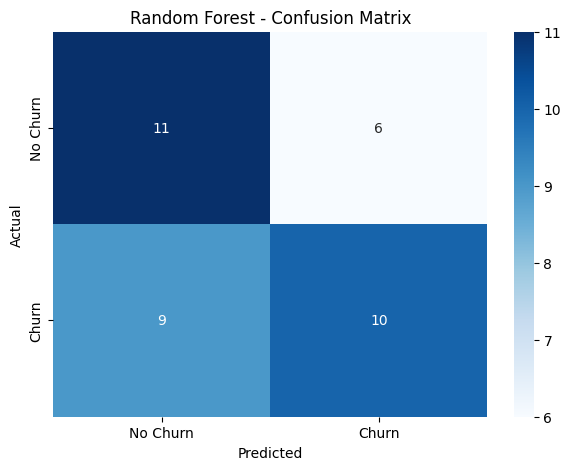 Random Forest - Confusion Matrix
Actual
No Churn
Churn
11
6
9
10
No Churn
Churn
Predicted
11
10
9
8
7
6